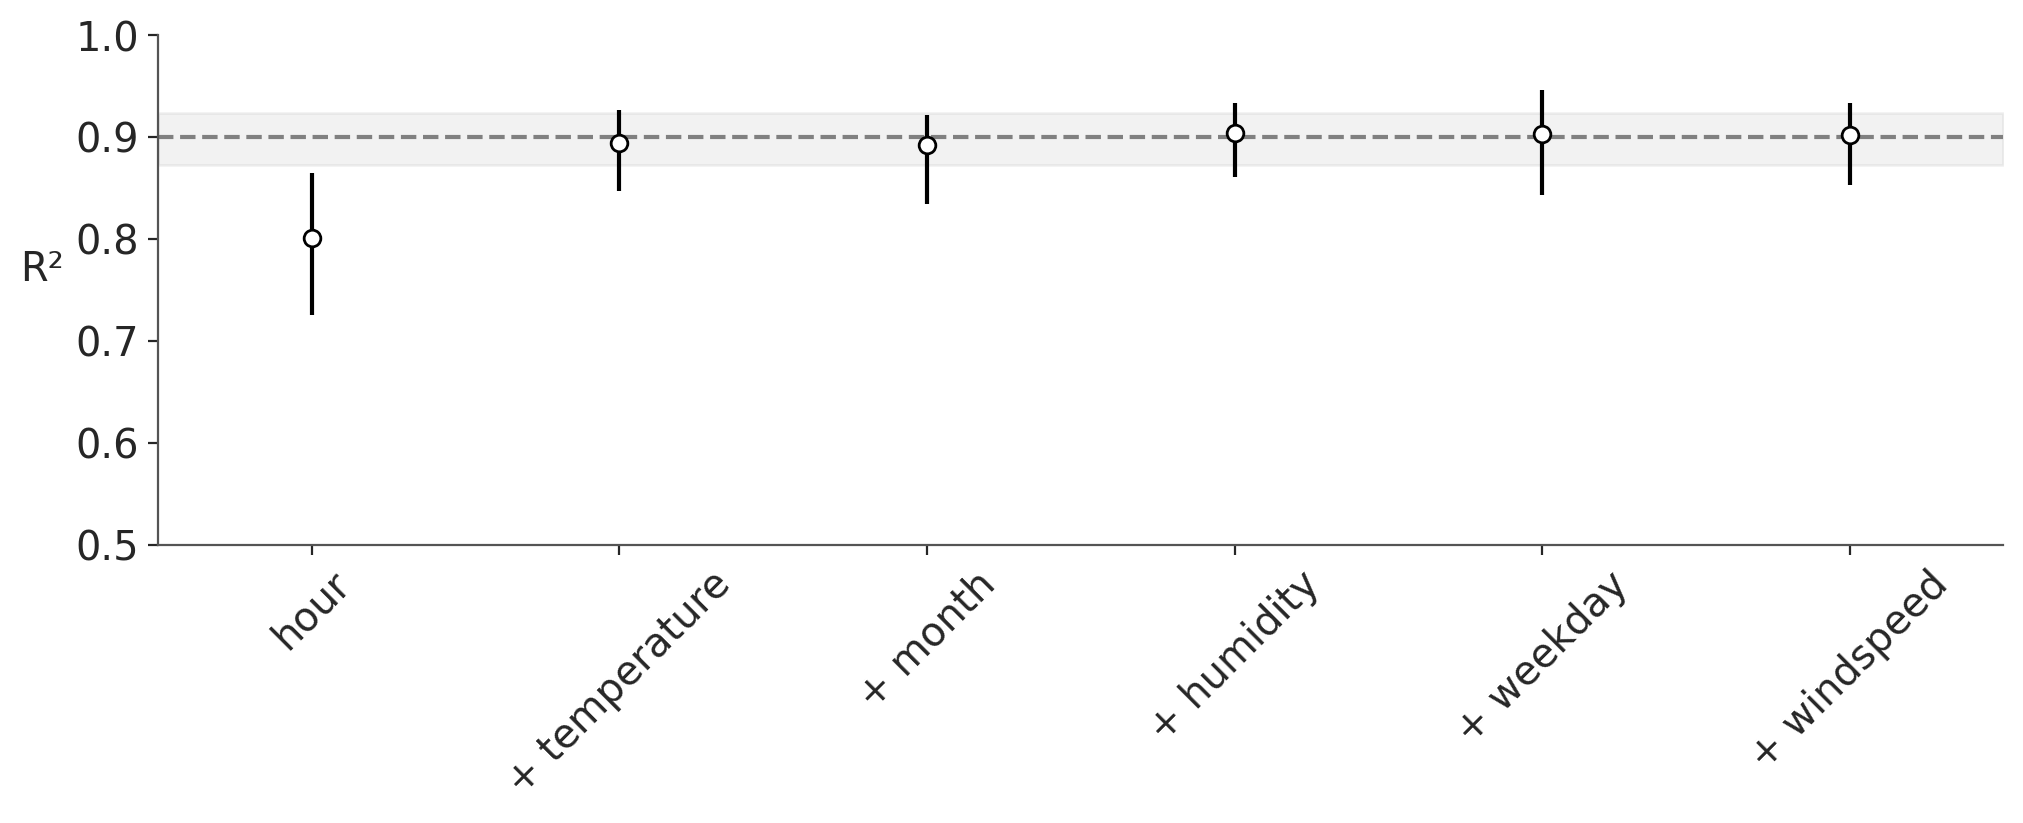 1.0
0.9
0.8
0.7
0.6
0.5
R²
hour
+ temperature
+ month
+ humidity
+ weekday
+ windspeed